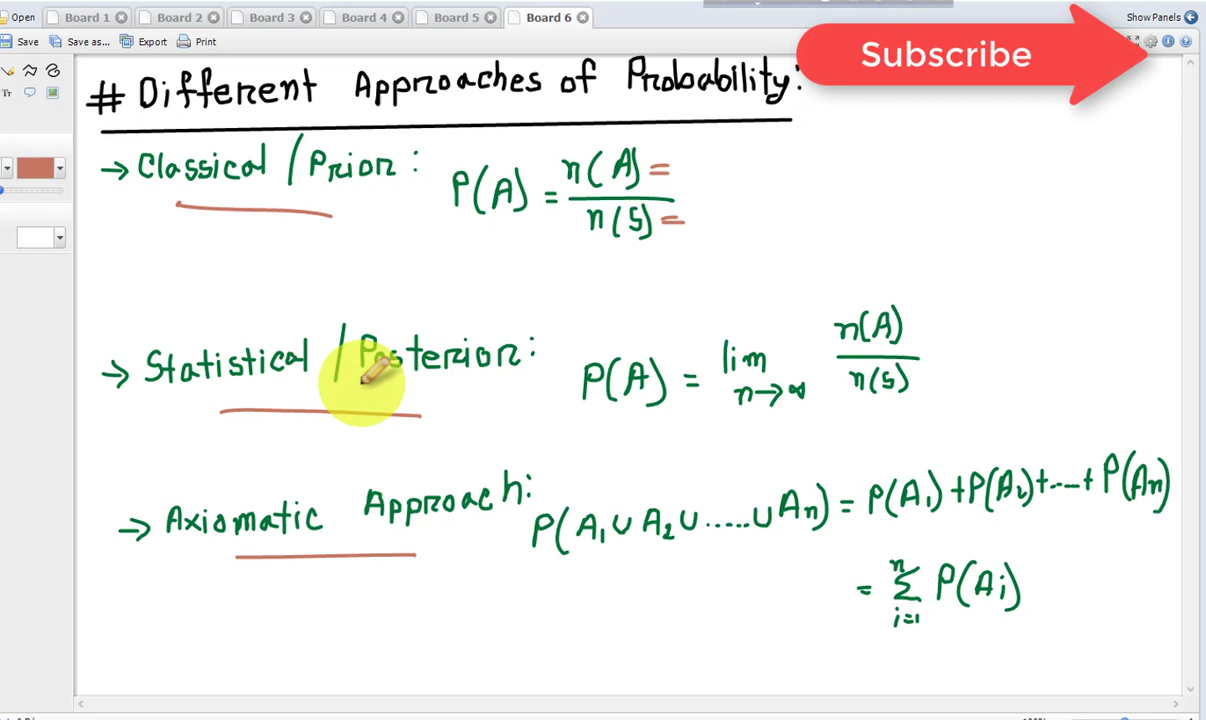 Open Board 1 Board 2 Board 3 Board 4 Board 5 Board 6 Show Panels
Save Save as... Export Print
Subscribe
# Different Approaches of Probability:
→ Classical / Prior: P(A) = n(A) = / n(S) =
→ Statistical / Posterior: P(A) = lim n→∞ n(A) / n(S)
→ Axiomatic Approach: P(A₁ ∪ A₂ ∪ ..... ∪ An) = P(A₁) + P(A₂) + ... + P(An)
= n Σ i=1 P(Ai)
Tr